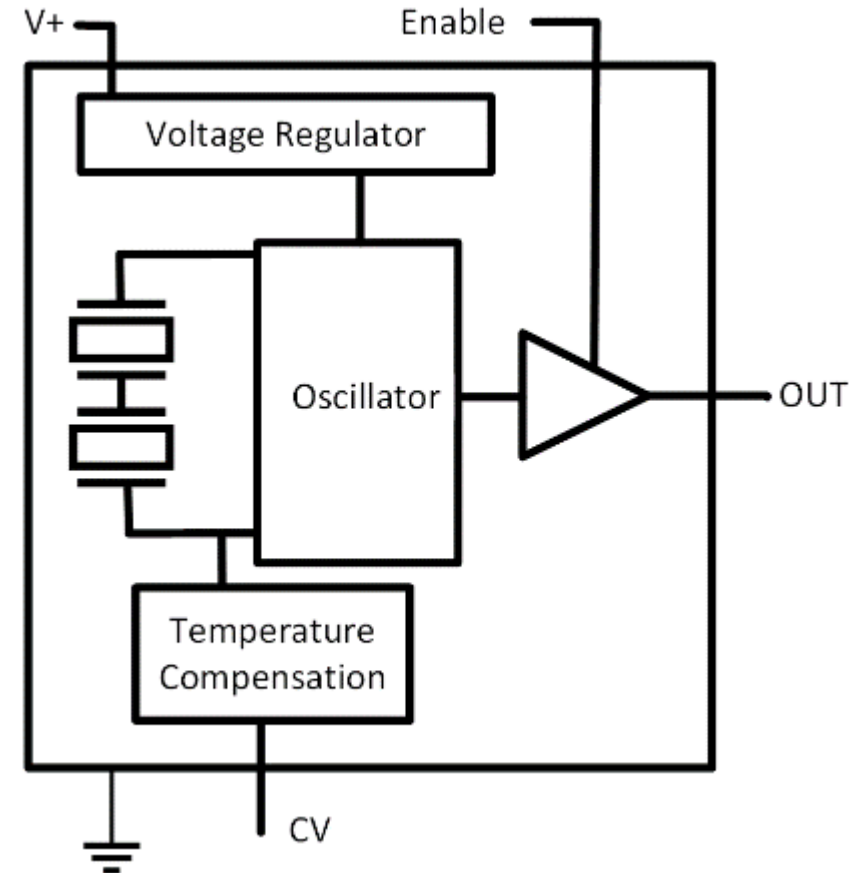 V+
Enable
Voltage Regulator
Oscillator
OUT
Temperature
Compensation
CV